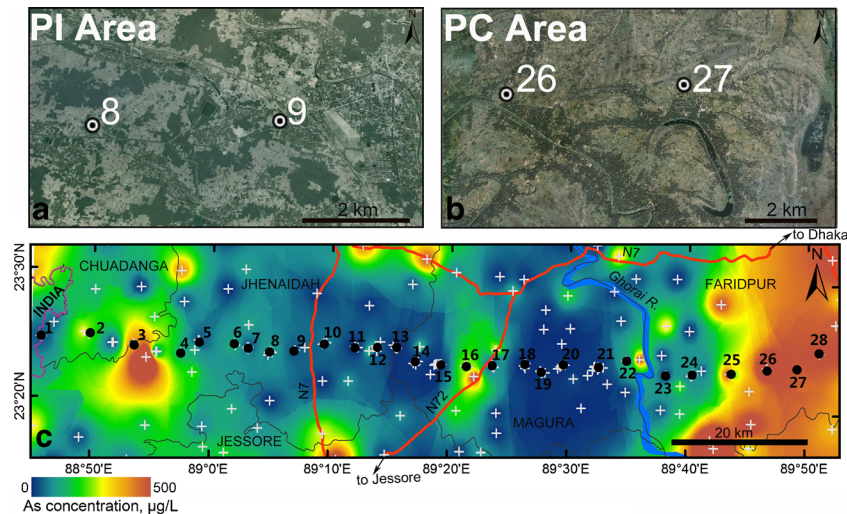 PI Area
N
8
9
2 km
a
PC Area
N
26
27
2 km
b
to Dhaka
23°30'N
23°20'N
CHUADANGA
JHENAIDAH
N7
Ghorai R.
FARIDPUR
N
INDIA
1
2
3
4
5
6
7
8
9
10
11
12
13
14
15
16
17
18
19
20
21
22
23
24
25
26
27
28
N7
N72
MAGURA
JESSORE
20 km
c
88°50'E
89°0'E
89°10'E
89°20'E
89°30'E
89°40'E
89°50'E
to Jessore
0
500
As concentration, µg/L